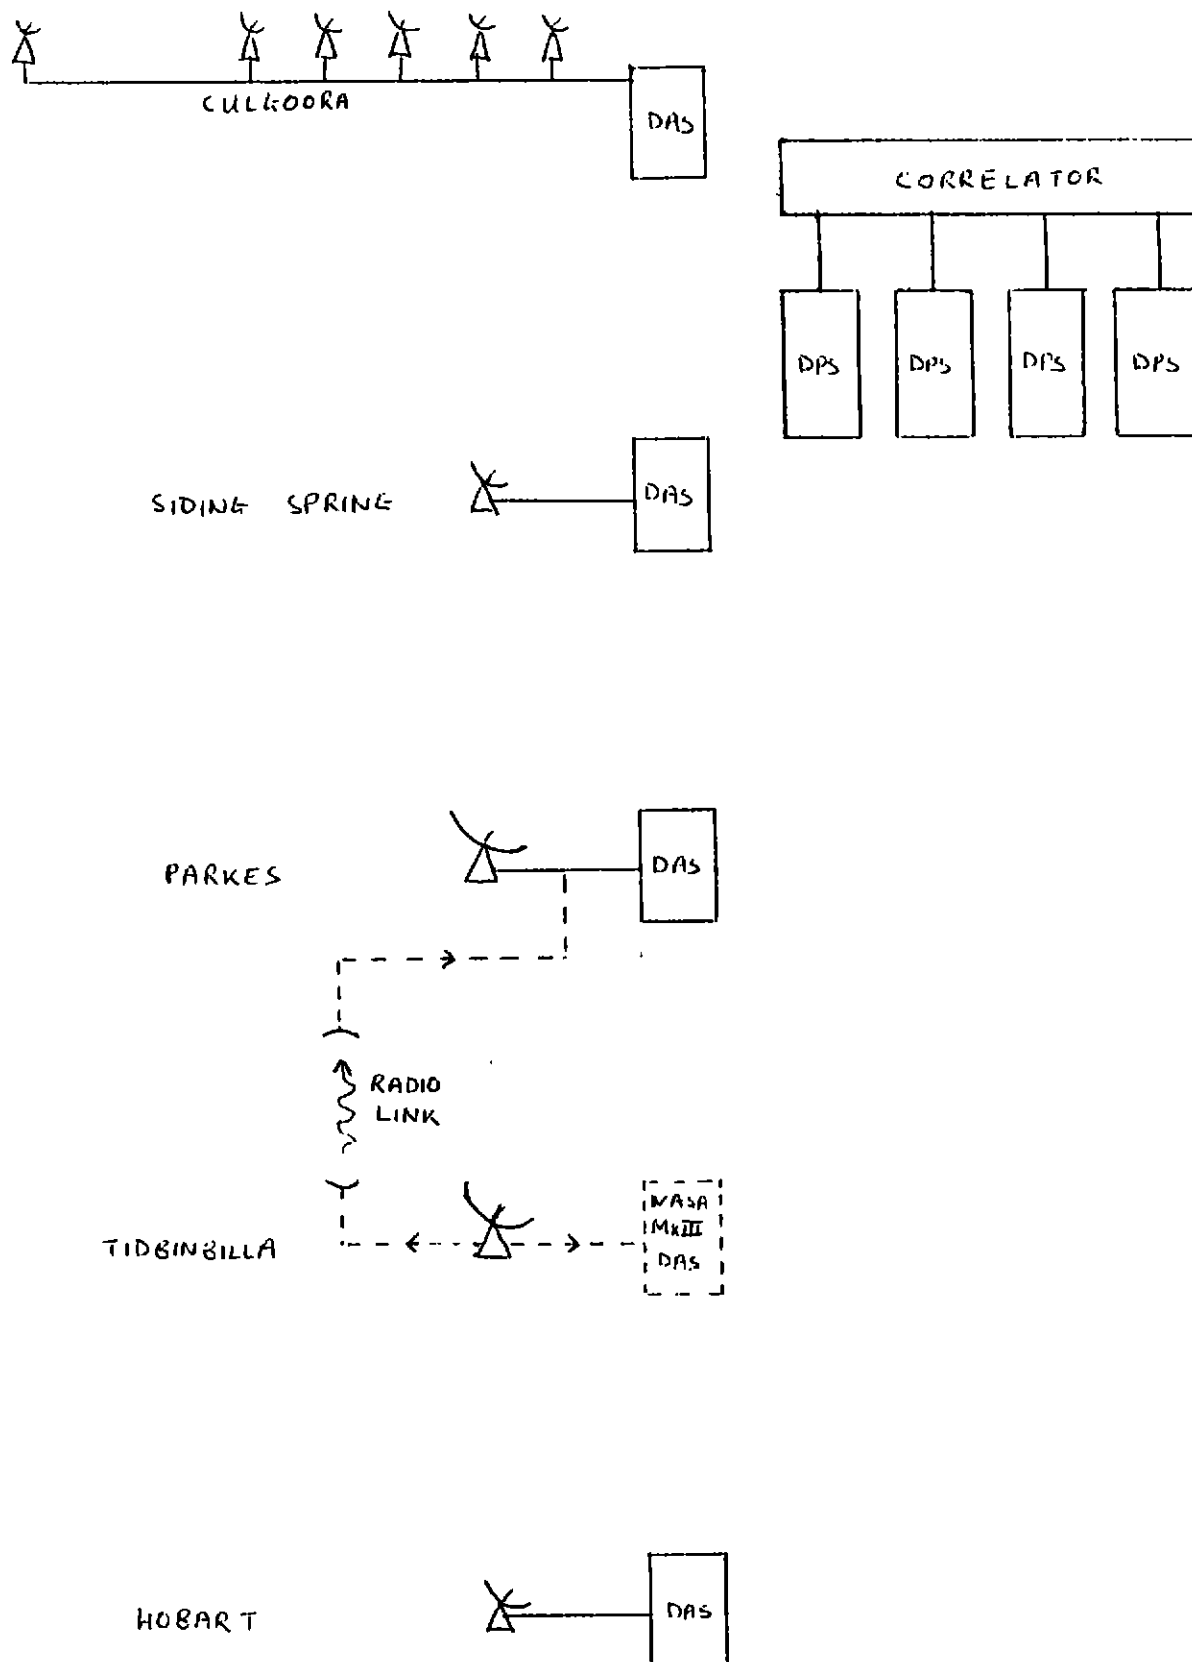 CULGOORA
DAS
CORRELATOR
DPS
DPS
DPS
DPS
SIDING SPRING
DAS
PARKES
DAS
RADIO
LINK
TIDBINBILLA
NASA
MkIII
DAS
HOBART
DAS